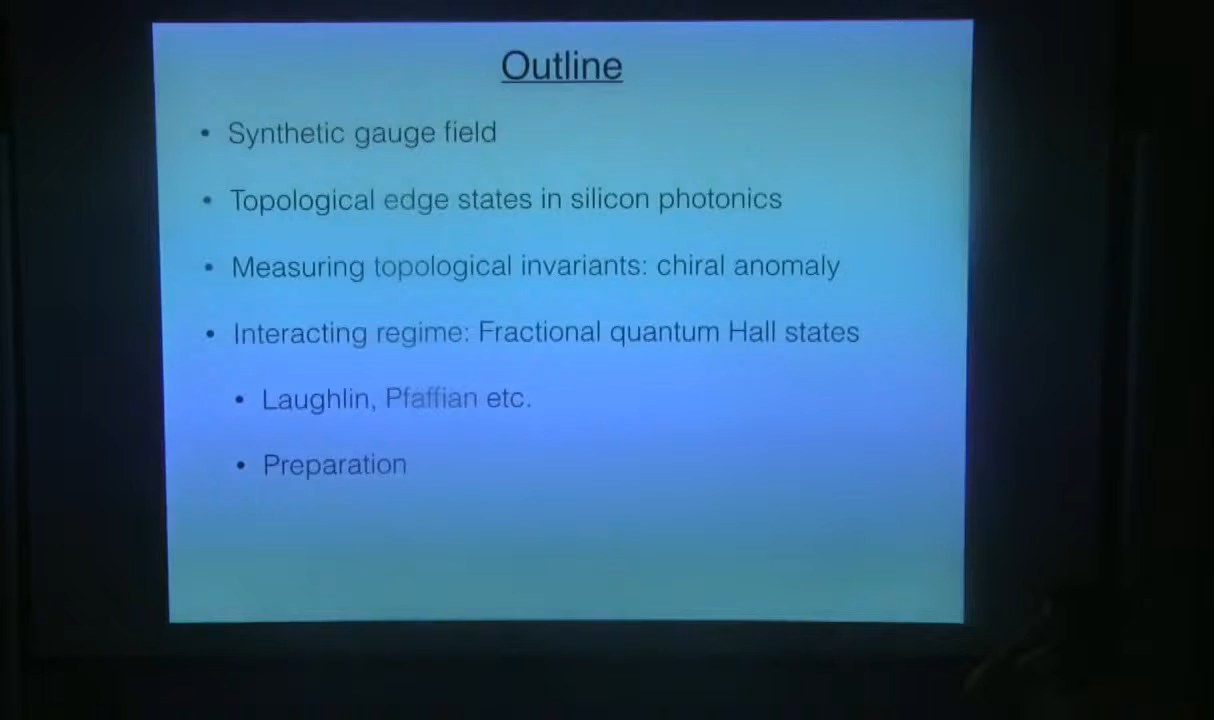 Outline
• Synthetic gauge field
• Topological edge states in silicon photonics
• Measuring topological invariants: chiral anomaly
• Interacting regime: Fractional quantum Hall states
• Laughlin, Pfaffian etc.
• Preparation